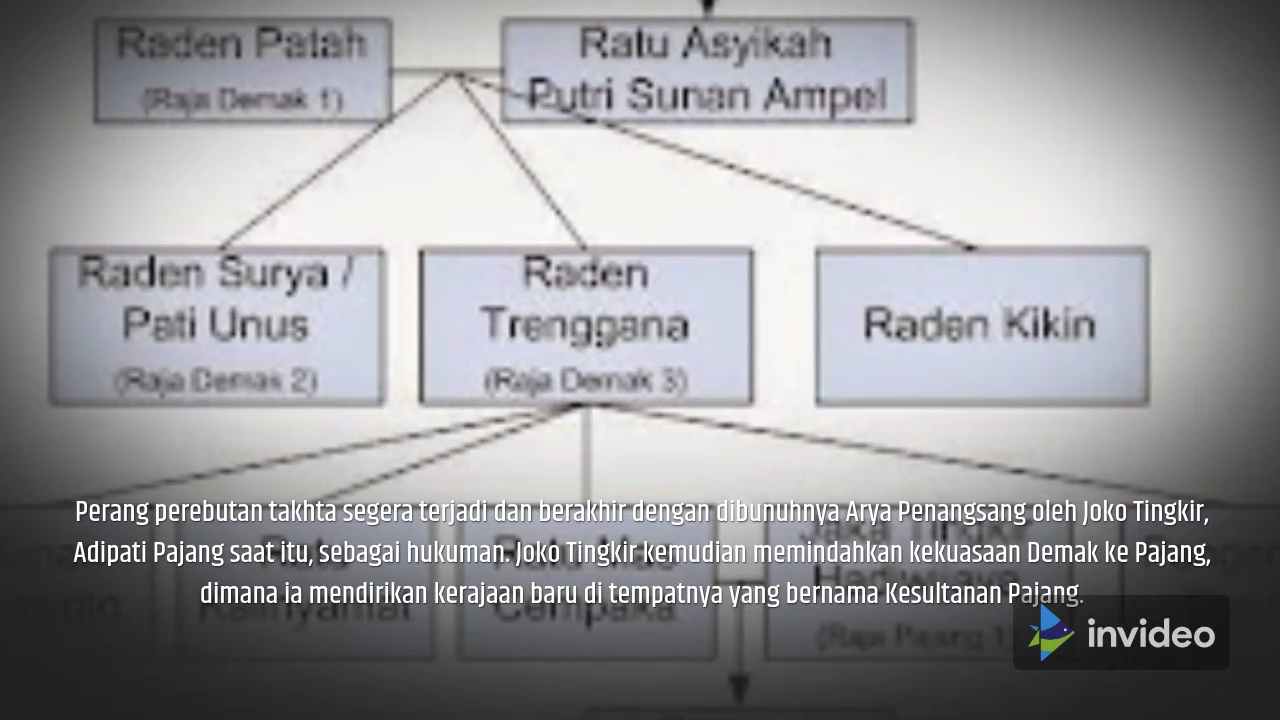 Raden Patah
(Raja Demak 1)
Ratu Asyikah
Putri Sunan Ampel
Raden Surya /
Pati Unus
(Raja Demak 2)
Raden
Trenggana
(Raja Demak 3)
Raden Kikin
Perang perebutan takhta segera terjadi dan berakhir dengan dibunuhnya Arya Penangsang oleh Joko Tingkir,
Adipati Pajang saat itu, sebagai hukuman. Joko Tingkir kemudian memindahkan kekuasaan Demak ke Pajang,
dimana ia mendirikan kerajaan baru di tempatnya yang bernama Kesultanan Pajang.
(Raja Pajang 1)
invideo